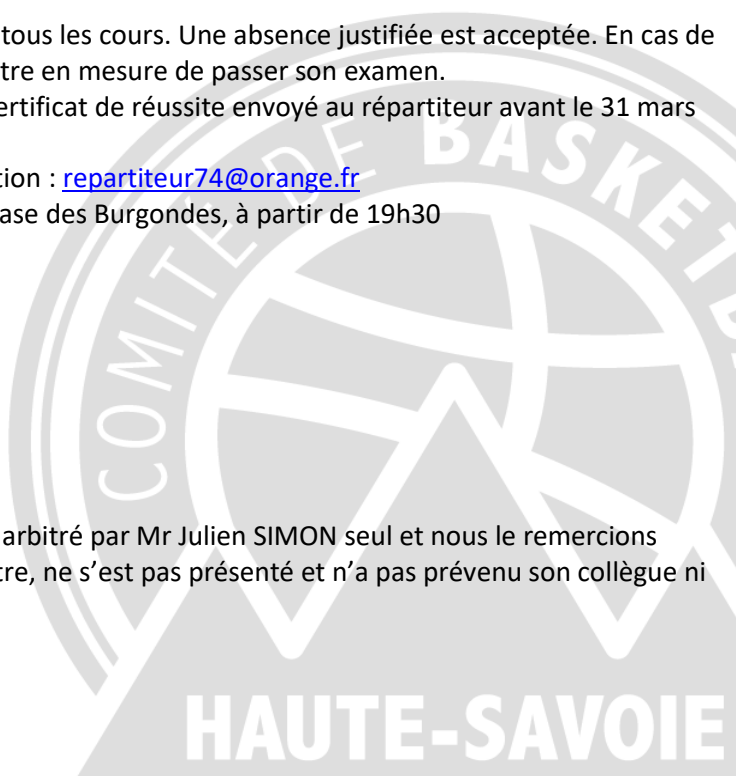 tous les cours. Une absence justifiée est acceptée. En cas de
tre en mesure de passer son examen.
ertificat de réussite envoyé au répartiteur avant le 31 mars
tion : repartiteur74@orange.fr
ase des Burgondes, à partir de 19h30
COMITÉ DE BASKETB
arbitré par Mr Julien SIMON seul et nous le remercions
tre, ne s’est pas présenté et n’a pas prévenu son collègue ni
HAUTE-SAVOIE